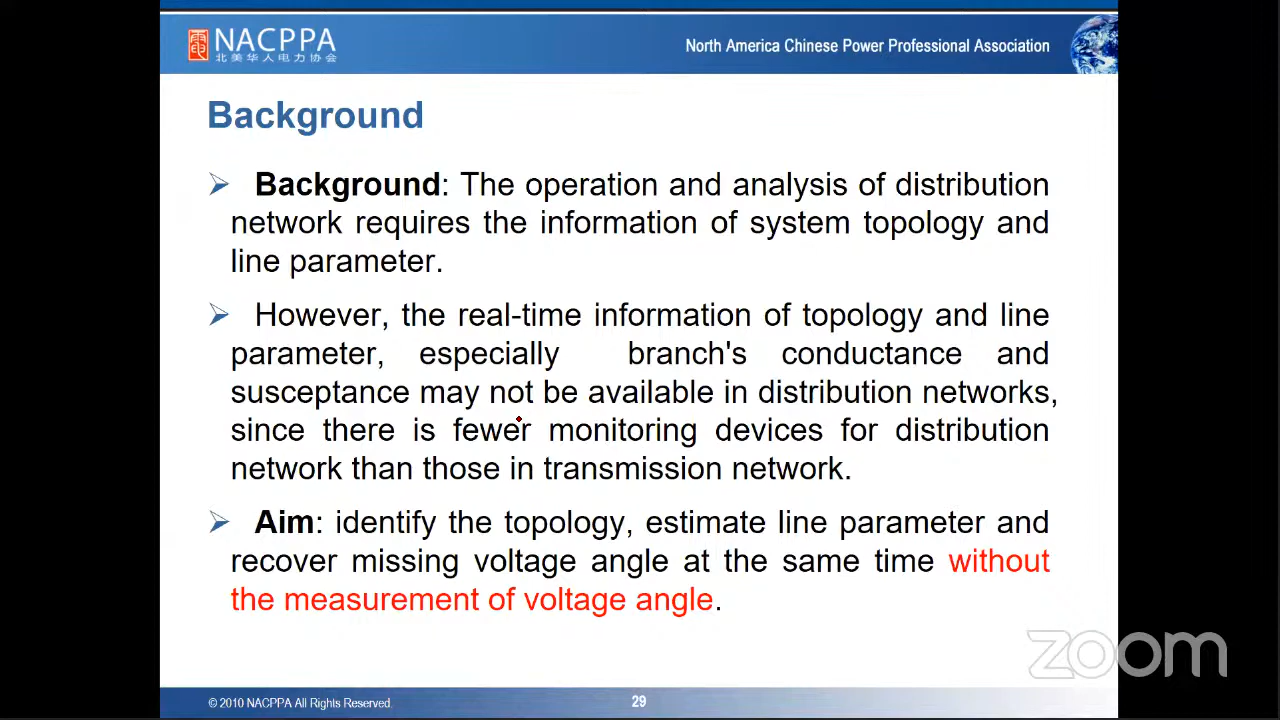 NACPPA
北美华人电力协会
North America Chinese Power Professional Association
Background
Background: The operation and analysis of distribution
network requires the information of system topology and
line parameter.
However, the real-time information of topology and line
parameter, especially branch's conductance and
susceptance may not be available in distribution networks,
since there is fewer monitoring devices for distribution
network than those in transmission network.
Aim: identify the topology, estimate line parameter and
recover missing voltage angle at the same time without
the measurement of voltage angle.
zoom
© 2010 NACPPA All Rights Reserved.
29